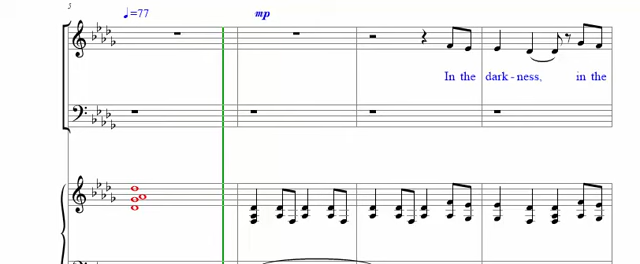 5
♩=77
mp
In the dark - ness, in the